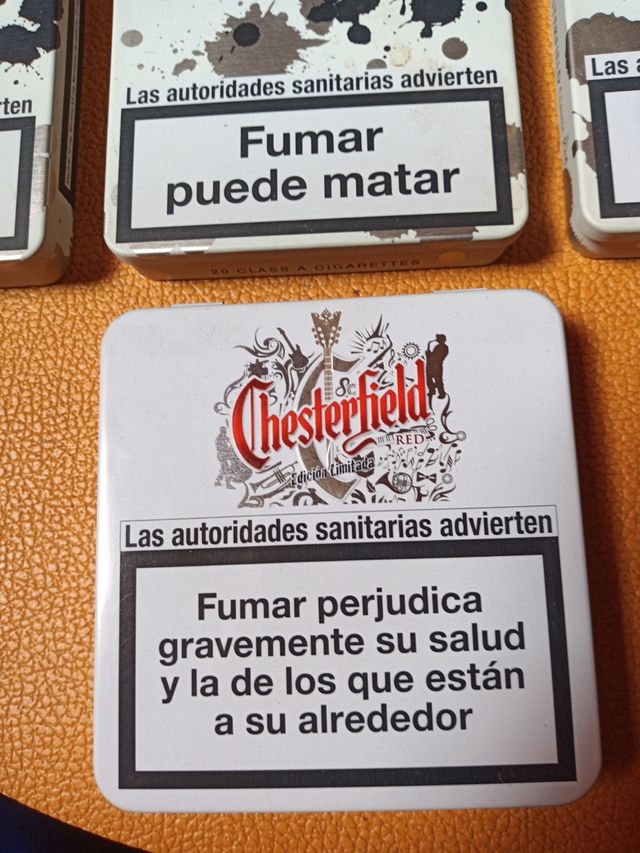 Las autoridades sanitarias advierten
Fumar
puede matar
20 CLASS A CIGARETTES
rten
Las a
Chesterfield
RED
Edición Limitada
Las autoridades sanitarias advierten
Fumar perjudica
gravemente su salud
y la de los que están
a su alrededor